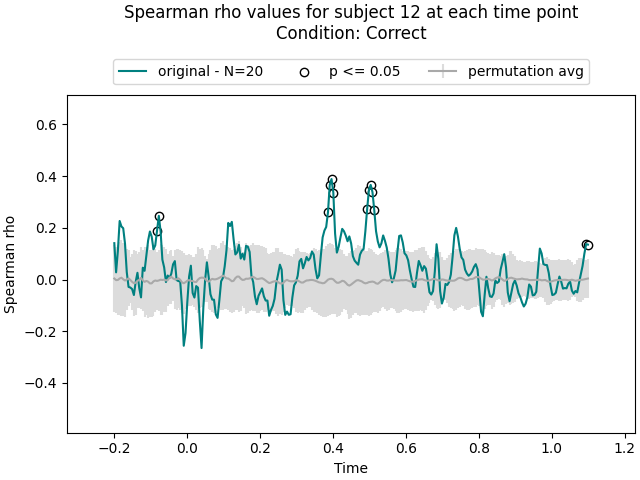 Spearman rho values for subject 12 at each time point
Condition: Correct
original - N=20
p <= 0.05
permutation avg
Spearman rho
0.6
0.4
0.2
0.0
−0.2
−0.4
−0.2 0.0 0.2 0.4 0.6 0.8 1.0 1.2
Time